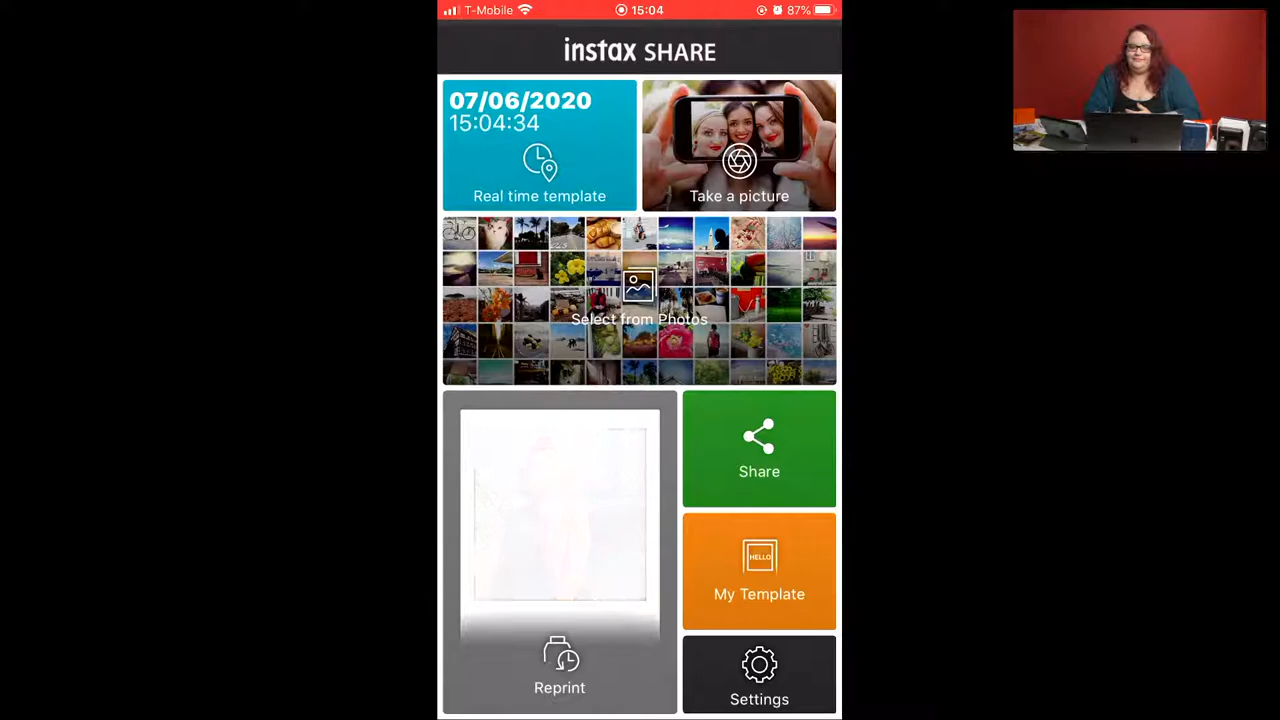 T-Mobile 15:04 87%
instax SHARE
07/06/2020
15:04:34
Real time template
Take a picture
Select from Photos
Share
HELLO
My Template
Reprint
Settings